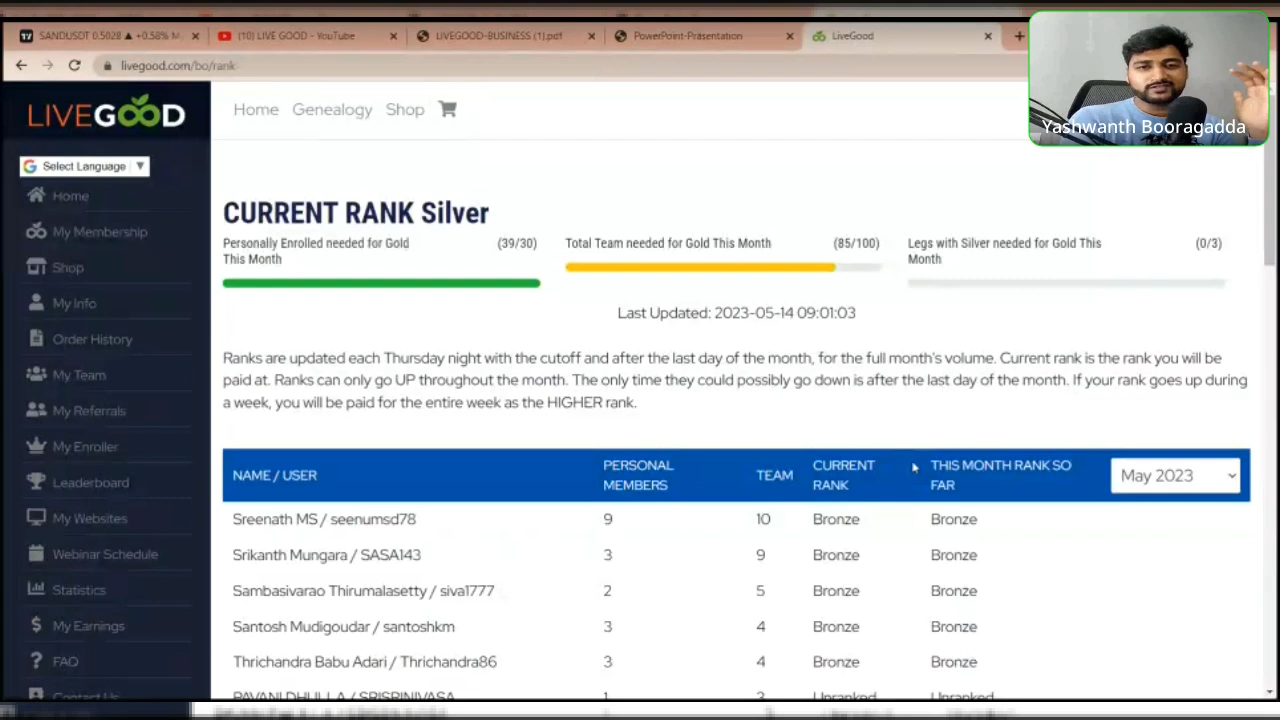 SANDUSDT 0.5028 ▲ +0.58%
(10) LIVE GOOD - YouTube
LIVEGOOD-BUSINESS (1).pdf
PowerPoint-Präsentation
LiveGood
livegood.com/bo/rank
Yashwanth Booragadda
LIVEGOOD
Home Genealogy Shop
Select Language
Home
My Membership
Shop
My Info
Order History
My Team
My Referrals
My Enroller
Leaderboard
My Websites
Webinar Schedule
Statistics
My Earnings
FAQ
Contact Us
CURRENT RANK Silver
Personally Enrolled needed for Gold This Month (39/30)
Total Team needed for Gold This Month (85/100)
Legs with Silver needed for Gold This Month (0/3)
Last Updated: 2023-05-14 09:01:03
Ranks are updated each Thursday night with the cutoff and after the last day of the month, for the full month's volume. Current rank is the rank you will be
paid at. Ranks can only go UP throughout the month. The only time they could possibly go down is after the last day of the month. If your rank goes up during
a week, you will be paid for the entire week as the HIGHER rank.
NAME / USER PERSONAL MEMBERS TEAM CURRENT RANK THIS MONTH RANK SO FAR May 2023
Sreenath MS / seenumsd78 9 10 Bronze Bronze
Srikanth Mungara / SASA143 3 9 Bronze Bronze
Sambasivarao Thirumalasetty / siva1777 2 5 Bronze Bronze
Santosh Mudigoudar / santoshkm 3 4 Bronze Bronze
Thrichandra Babu Adari / Thrichandra86 3 4 Bronze Bronze
Unranked Unranked